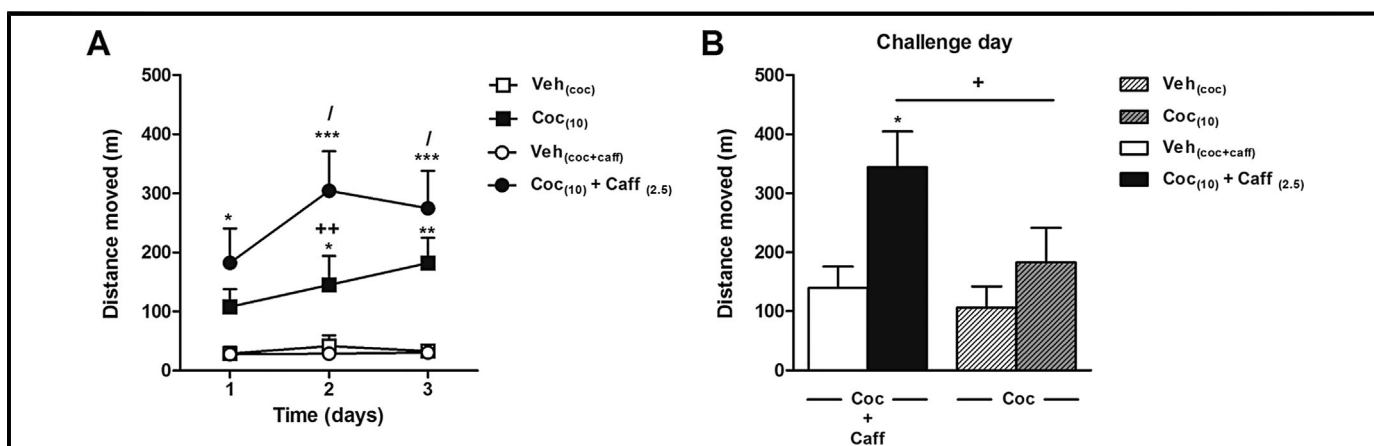 A
500
400
300
200
100
0
Distance moved (m)
1 2 3
Time (days)
*
/
***
/
***
++
*
**
Veh(coc)
Coc(10)
Veh(coc+caff)
Coc(10) + Caff (2.5)
B
Challenge day
500
400
300
200
100
0
Distance moved (m)
*
+
Coc
+
Caff
Coc
Veh(coc)
Coc(10)
Veh(coc+caff)
Coc(10) + Caff (2.5)